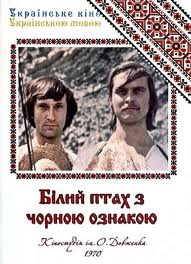 Українське кіно
Українською мовою
Білий птах з
чорною ознакою
Кіностудія ім. О. Довженка
1970